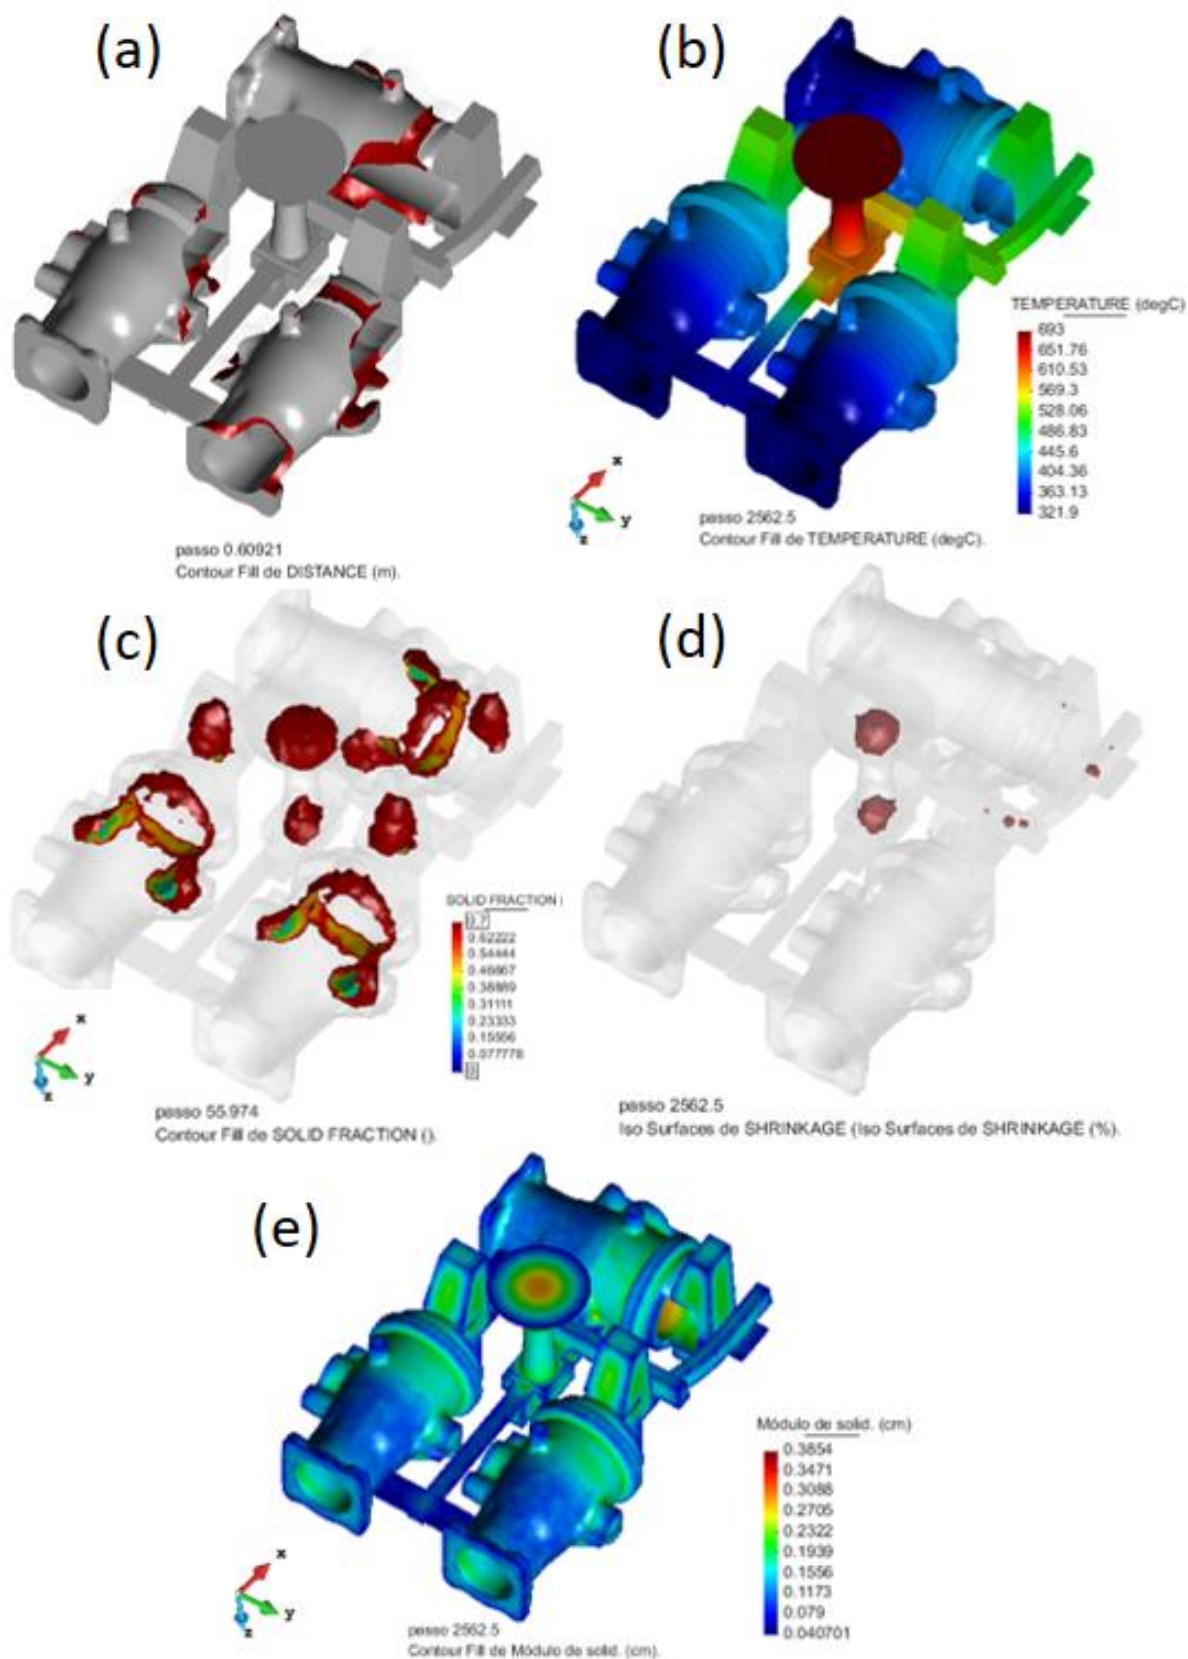 (a)
(b)
TEMPERATURE (degC)
693
651.76
610.53
569.3
528.06
486.83
445.6
404.36
363.13
321.9
x
y
z
passo 0.60921
Contour Fill de DISTANCE (m).
passo 2562.5
Contour Fill de TEMPERATURE (degC).
(c)
(d)
SOLID FRACTION (
0.7
0.62222
0.54444
0.46667
0.38889
0.31111
0.23333
0.15556
0.077778
0
x
y
z
passo 55.974
Contour Fill de SOLID FRACTION ().
passo 2562.5
Iso Surfaces de SHRINKAGE (Iso Surfaces de SHRINKAGE (%).
(e)
Módulo de solid. (cm)
0.3854
0.3471
0.3088
0.2705
0.2322
0.1939
0.1556
0.1173
0.079
0.040701
x
y
z
passo 2562.5
Contour Fill de Módulo de solid. (cm).